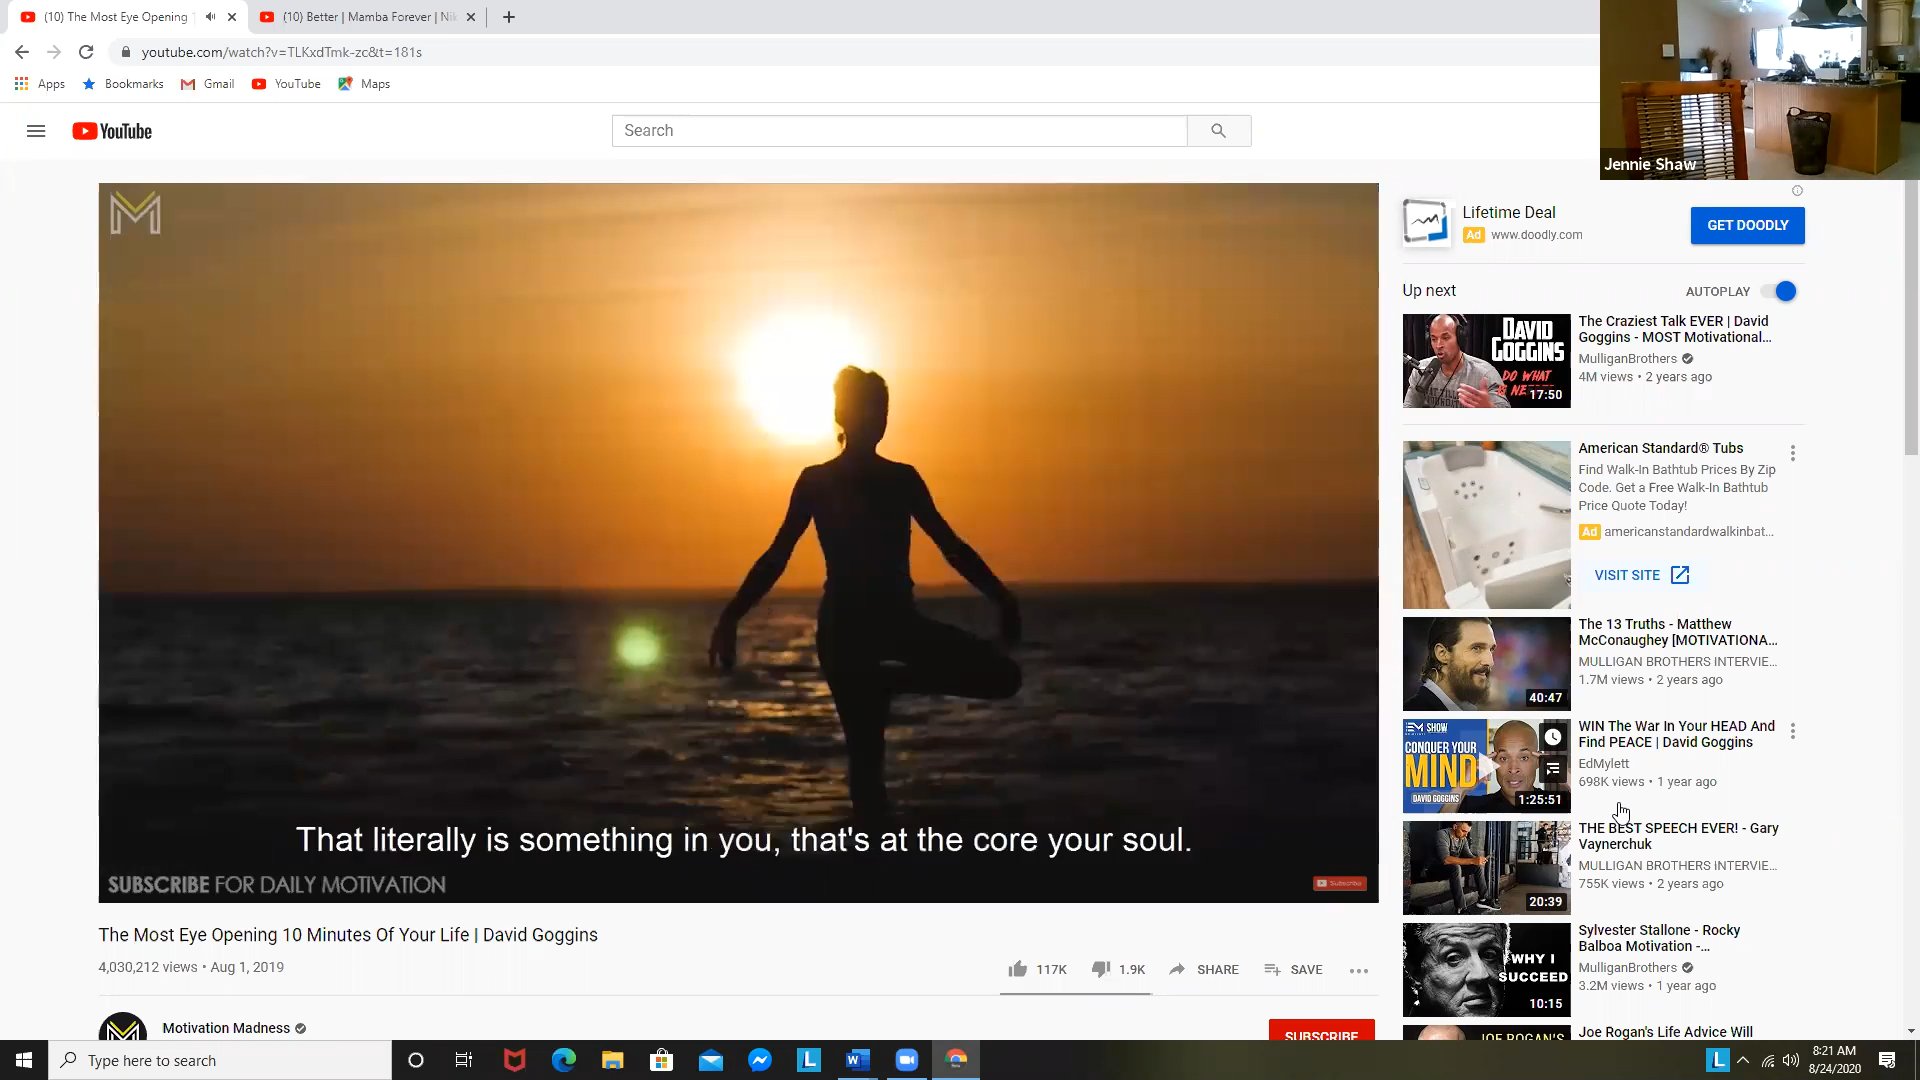 (10) The Most Eye Opening
(10) Better | Mamba Forever | Nik
youtube.com/watch?v=TLKxdTmk-zc&t=181s
Apps
Bookmarks
Gmail
YouTube
Maps
YouTube
Search
Jennie Shaw
M
That literally is something in you, that's at the core your soul.
SUBSCRIBE FOR DAILY MOTIVATION
Subscribe
The Most Eye Opening 10 Minutes Of Your Life | David Goggins
4,030,212 views • Aug 1, 2019
117K
1.9K
SHARE
SAVE
Motivation Madness
SUBSCRIBE
Lifetime Deal
Ad www.doodly.com
GET DOODLY
Up next
AUTOPLAY
DAVID
GOGGINS
DO WHAT
17:50
The Craziest Talk EVER | David
Goggins - MOST Motivational...
MulliganBrothers
4M views • 2 years ago
American Standard® Tubs
Find Walk-In Bathtub Prices By Zip
Code. Get a Free Walk-In Bathtub
Price Quote Today!
Ad americanstandardwalkinbat...
VISIT SITE
40:47
The 13 Truths - Matthew
McConaughey [MOTIVATIONA...
MULLIGAN BROTHERS INTERVIE...
1.7M views • 2 years ago
EM SHOW
CONQUER YOUR
MIND
DAVID GOGGINS
1:25:51
WIN The War In Your HEAD And
Find PEACE | David Goggins
EdMylett
698K views • 1 year ago
20:39
THE BEST SPEECH EVER! - Gary
Vaynerchuk
MULLIGAN BROTHERS INTERVIE...
755K views • 2 years ago
WHY I
SUCCEED
10:15
Sylvester Stallone - Rocky
Balboa Motivation -...
MulliganBrothers
3.2M views • 1 year ago
JOE ROGAN'S
Joe Rogan's Life Advice Will
Type here to search
L
W
L
8:21 AM
8/24/2020